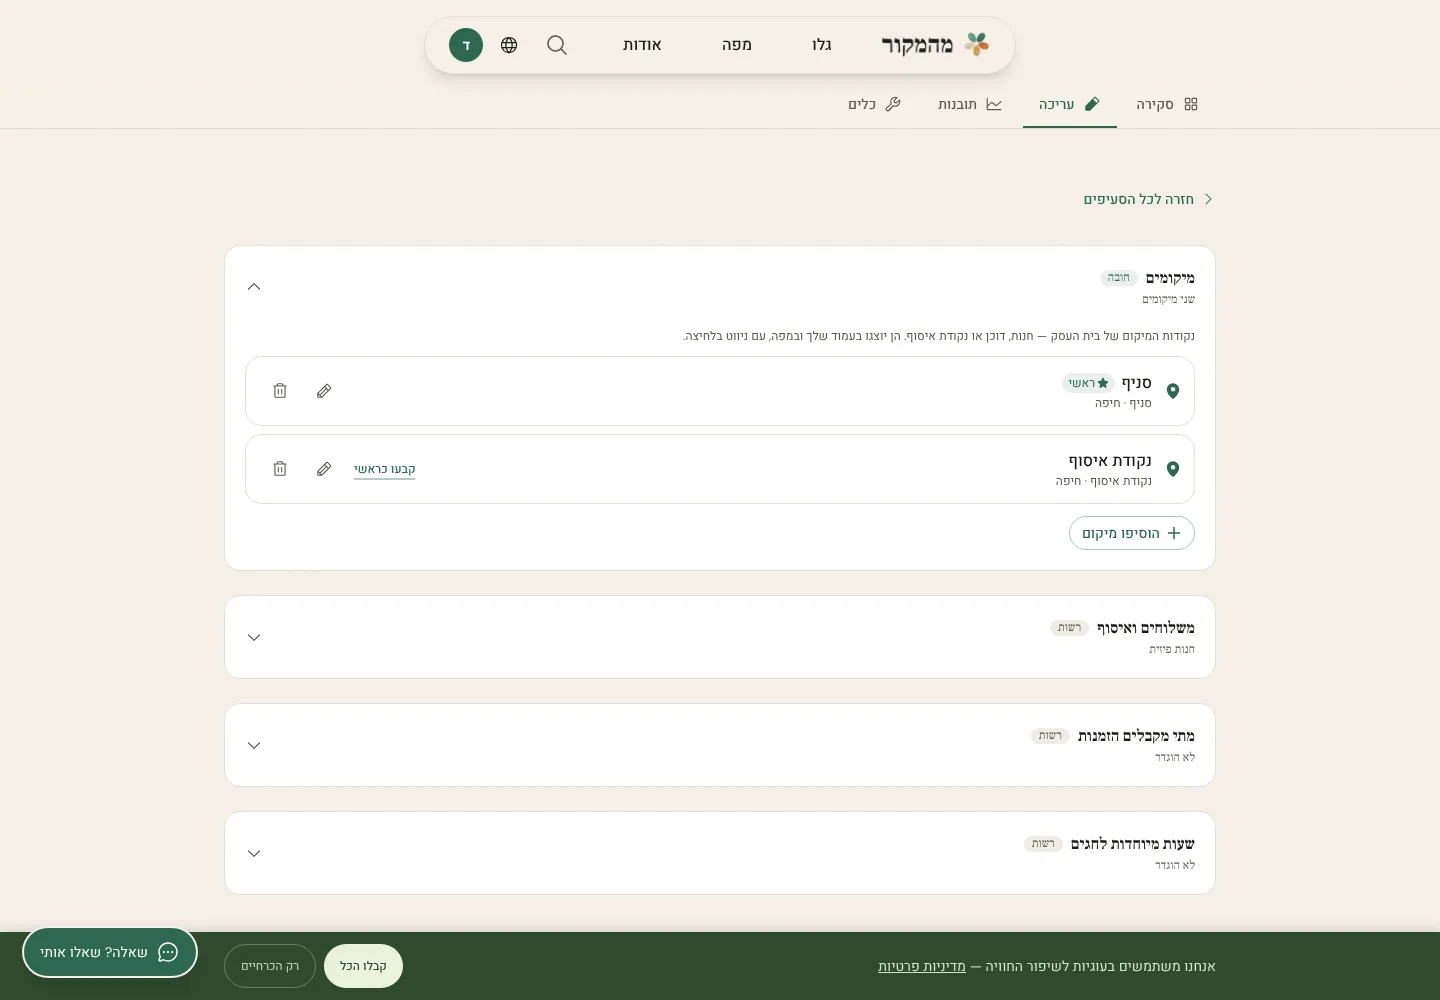 מהמקור
גלו
מפה
אודות
ד
סקירה
עריכה
תובנות
כלים
חזרה לכל הסעיפים
מיקומים
חובה
שני מיקומים
נקודות המיקום של בית העסק — חנות, דוכן או נקודת איסוף. הן יוצגו בעמוד שלך ובמפה, עם ניווט בלחיצה.
סניף
ראשי
סניף · חיפה
נקודת איסוף
נקודת איסוף · חיפה
קבעו כראשי
הוסיפו מיקום
משלוחים ואיסוף
רשות
חנות פיזית
מתי מקבלים הזמנות
רשות
לא הוגדר
שעות מיוחדות לחגים
רשות
לא הוגדר
אנחנו משתמשים בעוגיות לשיפור החוויה — מדיניות פרטיות
קבלו הכל
רק הכרחיים
שאלה? שאלו אותי